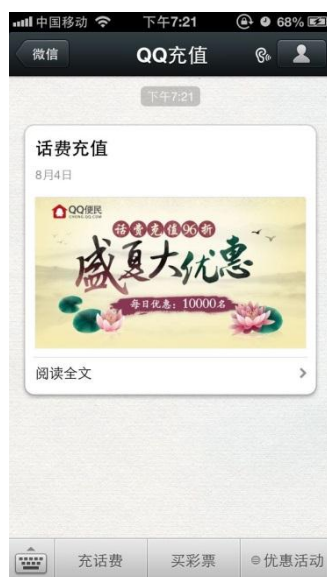 中国移动 下午7:21 68%
微信 QQ充值
下午7:21
话费充值
8月4日
QQ便民
话费充值96折
盛夏大优惠
每日优惠：10000名
阅读全文
充话费 买彩票 优惠活动